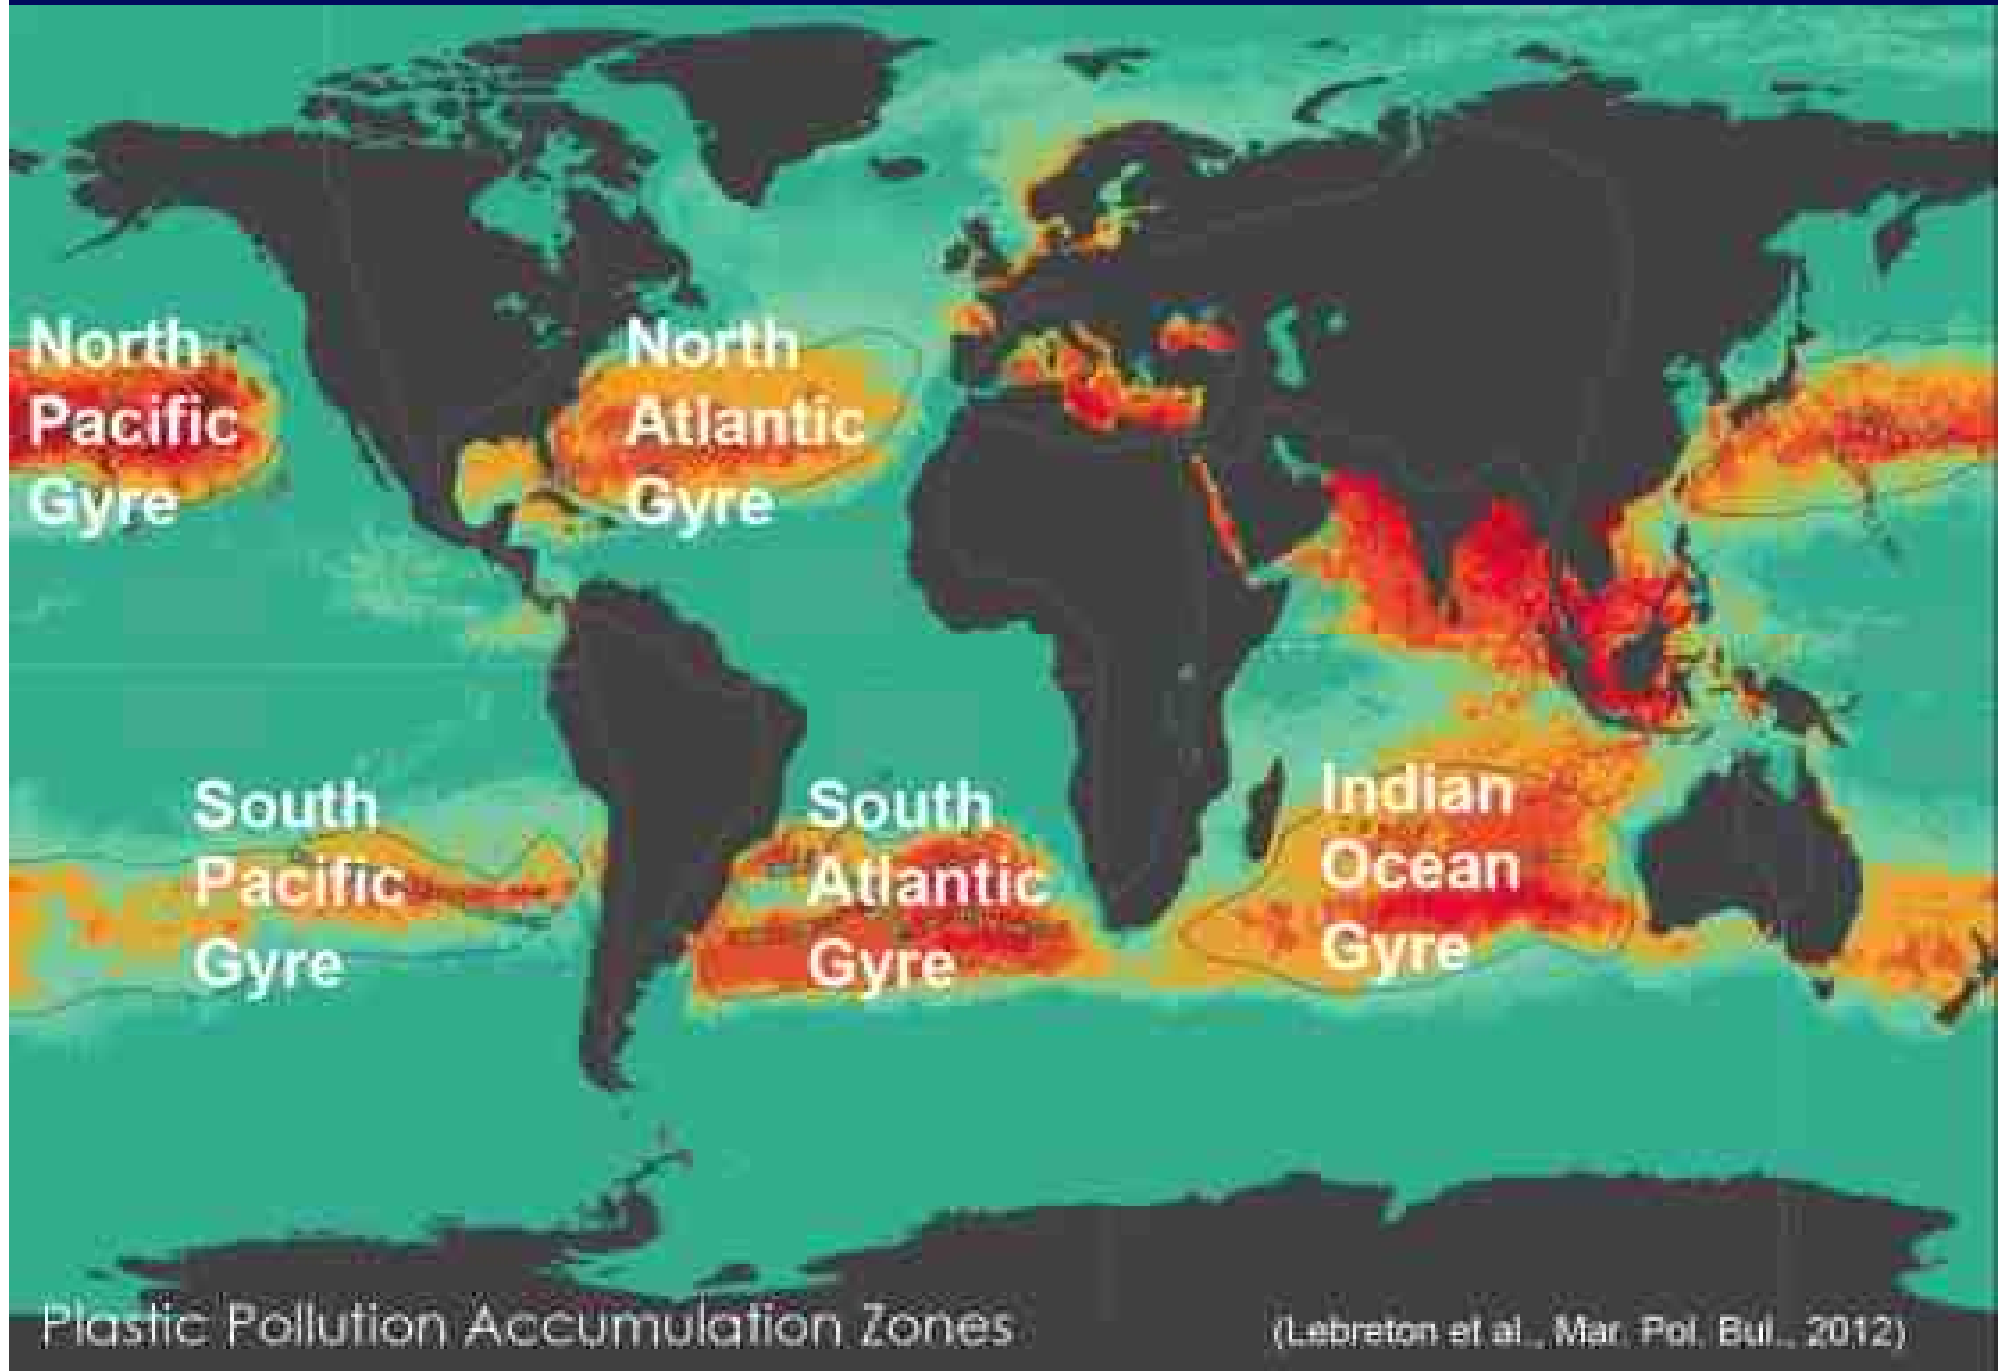 North
Pacific
Gyre
North
Atlantic
Gyre
South
Pacific
Gyre
South
Atlantic
Gyre
Indian
Ocean
Gyre
Plastic Pollution Accumulation Zones
(Lebreton et al., Mar. Pol. Bul., 2012)